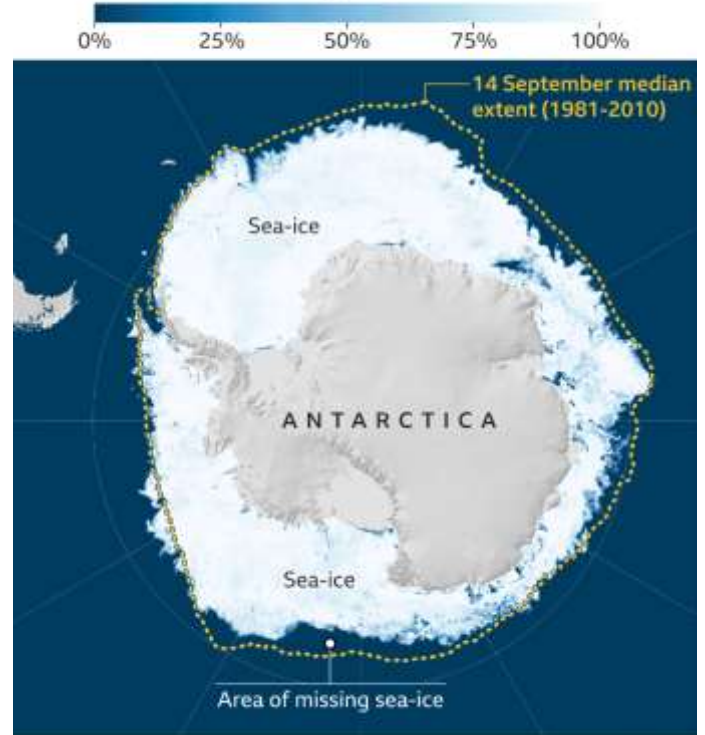 0% 25% 50% 75% 100%
14 September median
extent (1981-2010)
Sea-ice
ANTARCTICA
Sea-ice
Area of missing sea-ice